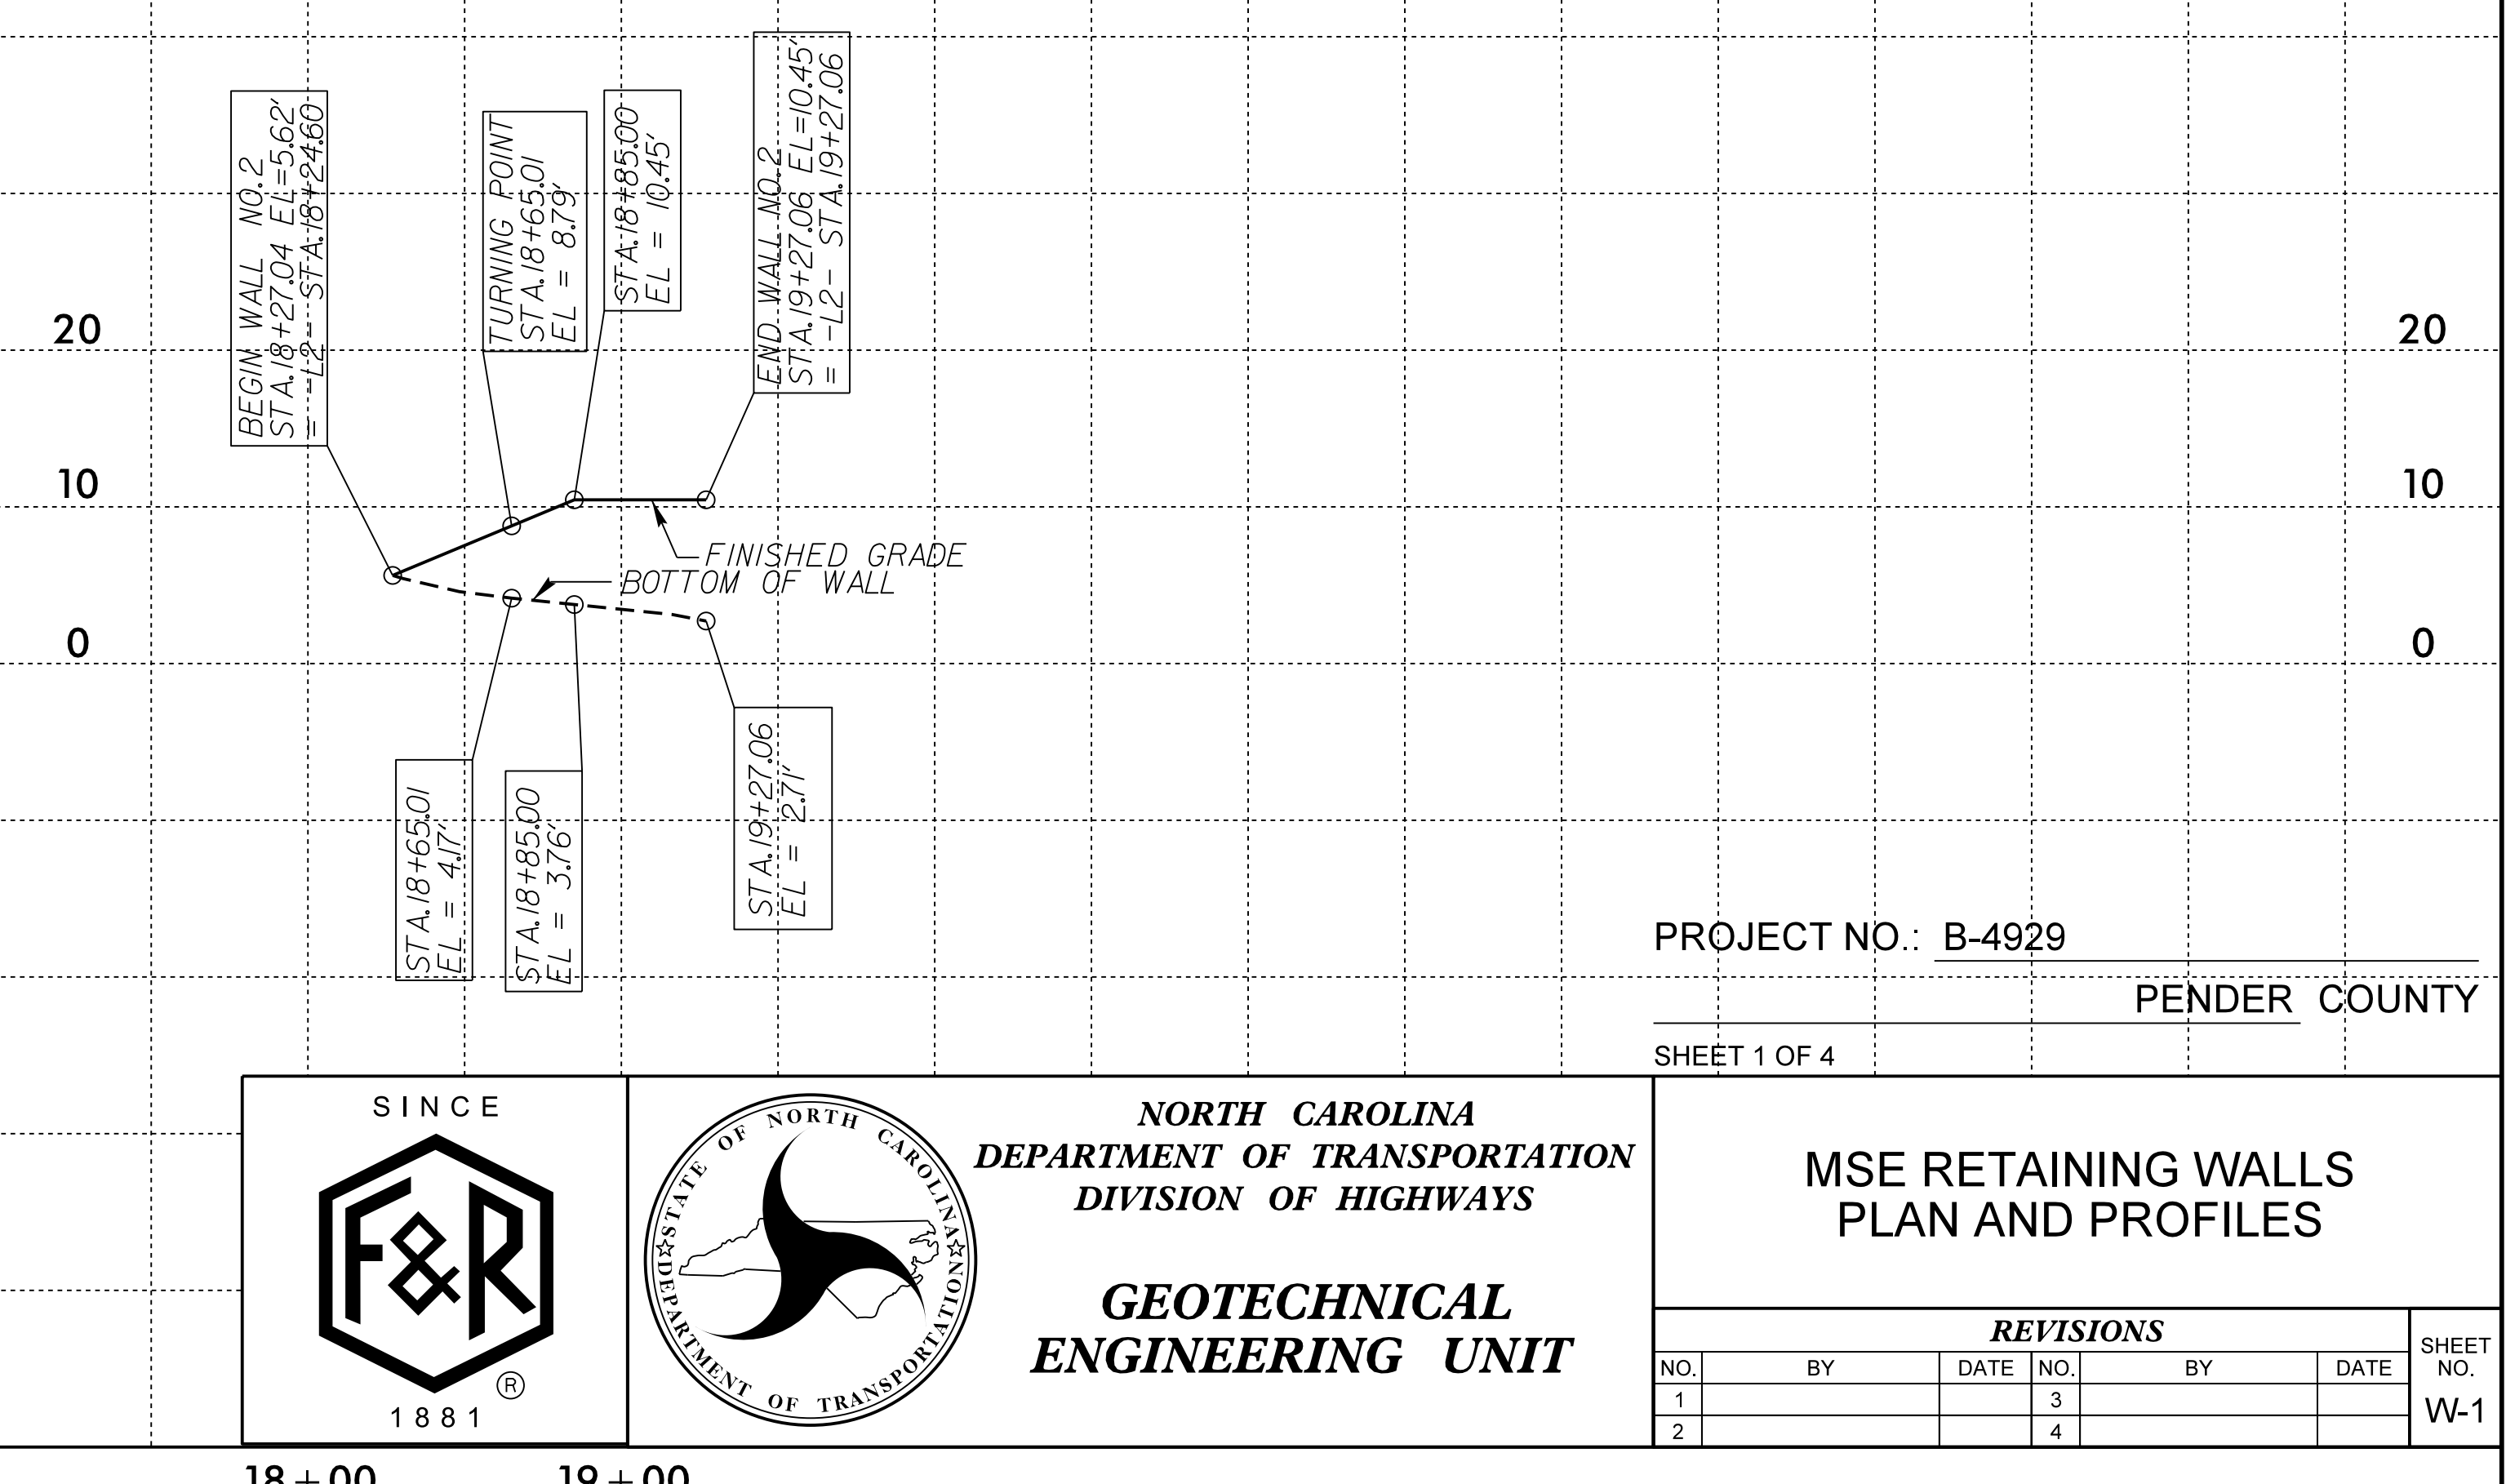 BEGIN WALL NO.2
STA.18+27.04 EL=5.62'
= -L2- STA.18+24.60
TURNING POINT
STA.18+65.01
EL = 8.79'
STA.18+85.00
EL = 10.45'
END WALL NO.2
STA.19+27.06 EL=10.45'
= -L2- STA.19+27.06
20
20
10
10
FINISHED GRADE
BOTTOM OF WALL
0
0
STA.18+65.01
EL = 4.17'
STA.18+85.00
EL = 3.76'
STA.19+27.06
EL = 2.71'
PROJECT NO.: B-4929
PENDER COUNTY
SHEET 1 OF 4
SINCE
F&R
®
1881
STATE OF NORTH CAROLINA
DEPARTMENT OF TRANSPORTATION
NORTH CAROLINA
DEPARTMENT OF TRANSPORTATION
DIVISION OF HIGHWAYS
GEOTECHNICAL
ENGINEERING UNIT
MSE RETAINING WALLS
PLAN AND PROFILES
REVISIONS
NO. BY DATE NO. BY DATE
1 3
2 4
SHEET
NO.
W-1
18+00
19+00